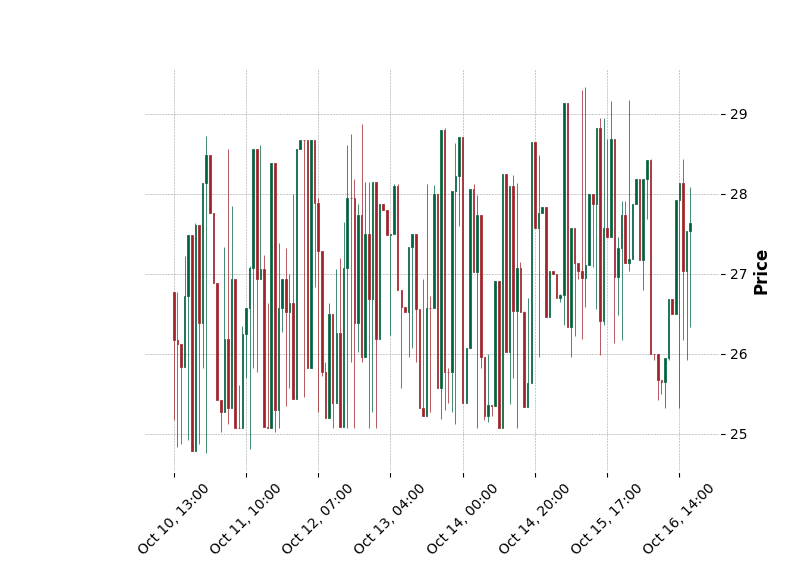 29
28
27
26
25
Price
Oct 10, 13:00
Oct 11, 10:00
Oct 12, 07:00
Oct 13, 04:00
Oct 14, 00:00
Oct 14, 20:00
Oct 15, 17:00
Oct 16, 14:00